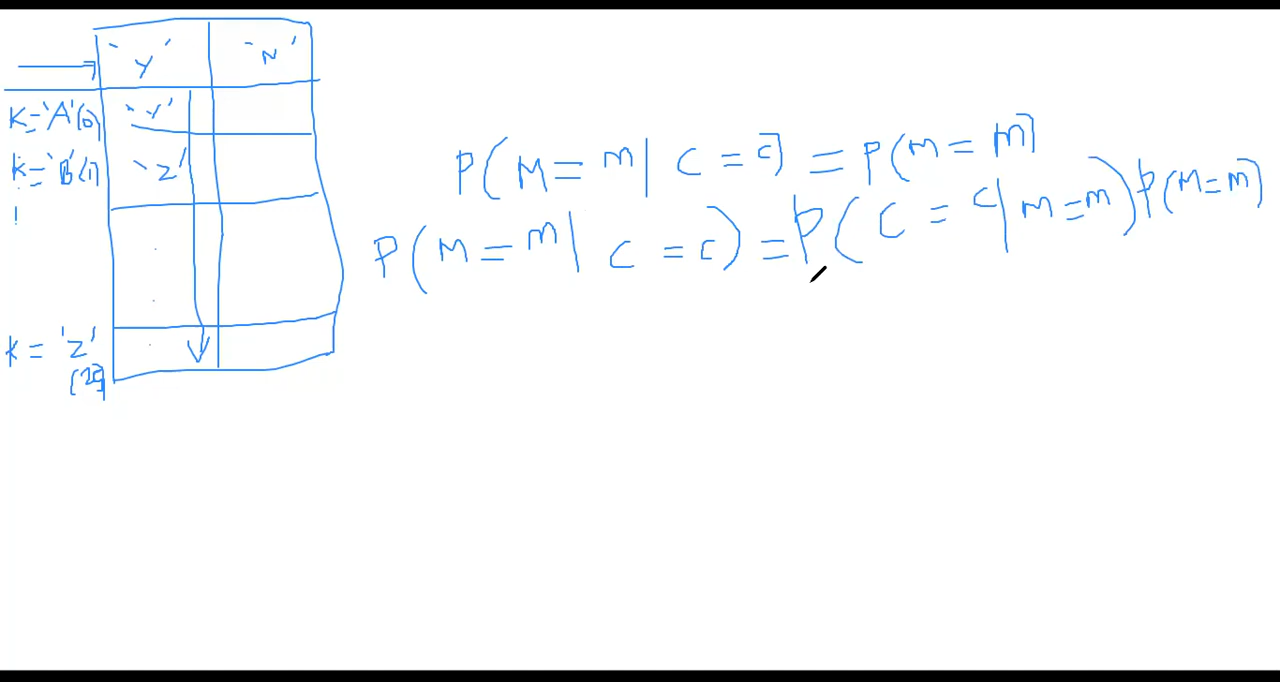 'Y' 'N'
K='A'(0) 'Y'
K='B'(1) 'Z'
K = 'Z'
(25)
P(M = m | C = c) = P(M = m)
P(M = m | C = c) = P(C = c | M = m) P(M = m)